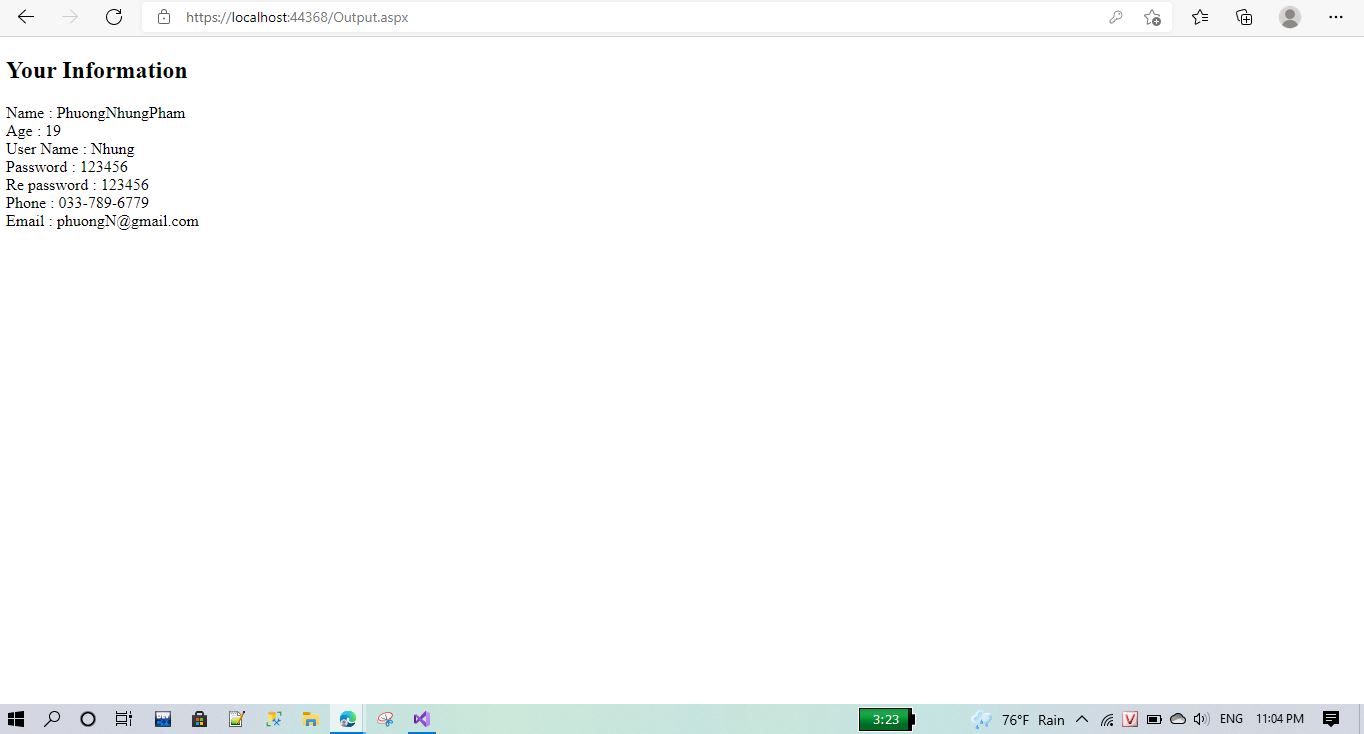 https://localhost:44368/Output.aspx
Your Information
Name : PhuongNhungPham
Age : 19
User Name : Nhung
Password : 123456
Re password : 123456
Phone : 033-789-6779
Email : phuongN@gmail.com
3:23
76°F Rain
V
ENG
11:04 PM